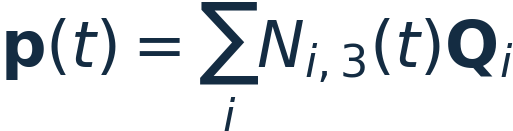 p(t) = ∑_i N_{i,3}(t)Q_i